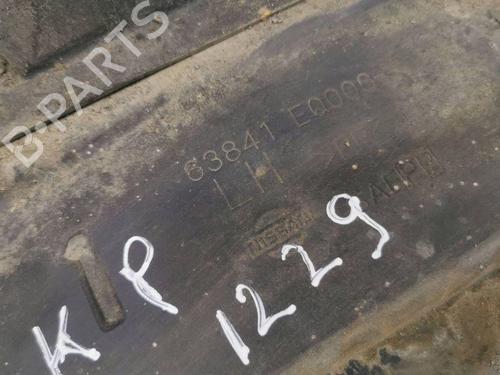 B-PARTS
63841 EQ000
LH
NISSAN
KP
1229